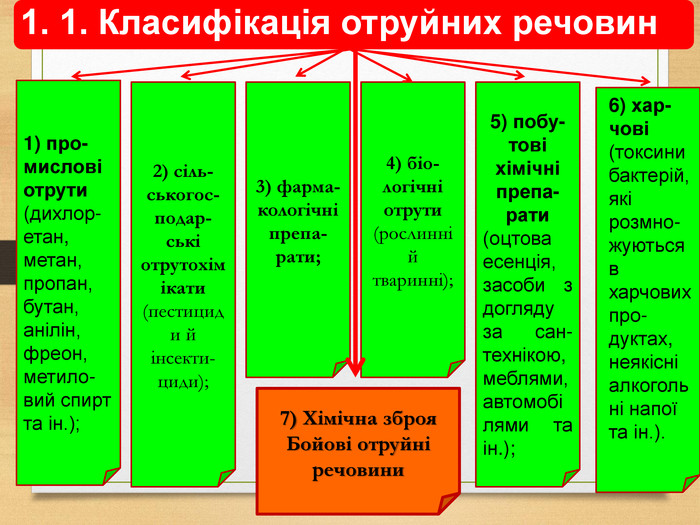 1. 1. Класифікація отруйних речовин
1) про-
мислові
отрути
(дихлор-
етан,
метан,
пропан,
бутан,
анілін,
фреон,
метило-
вий спирт
та ін.);
2) сіль-
ськогос-
подар-
ські
отрутохім
ікати
(пестицид
и й
інсекти-
циди);
3) фарма-
кологічні
препа-
рати;
4) біо-
логічні
отрути
(рослинні
й
тваринні);
5) побу-
тові
хімічні
препа-
рати
(оцтова
есенція,
засоби з
догляду
за сан-
технікою,
меблями,
автомобі
лями та
ін.);
6) хар-
чові
(токсини
бактерій,
які
розмно-
жуються
в
харчових
про-
дуктах,
неякісні
алкоголь
ні напої
та ін.).
7) Хімічна зброя
Бойові отруйні
речовини